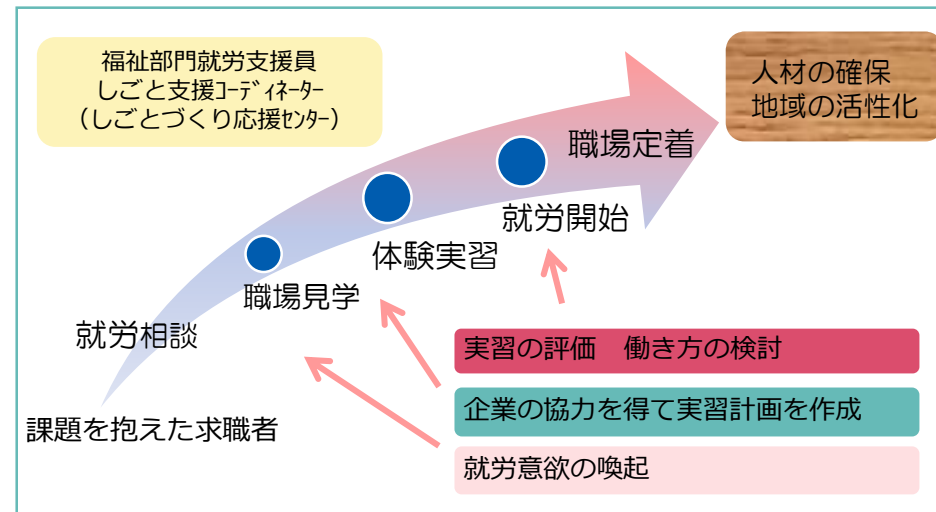 福祉部門就労支援員
しごと支援ｺｰﾃﾞｨﾈｰﾀｰ
（しごとづくり応援ｾﾝﾀｰ）
人材の確保
地域の活性化
職場定着
就労開始
体験実習
職場見学
就労相談
課題を抱えた求職者
実習の評価　働き方の検討
企業の協力を得て実習計画を作成
就労意欲の喚起